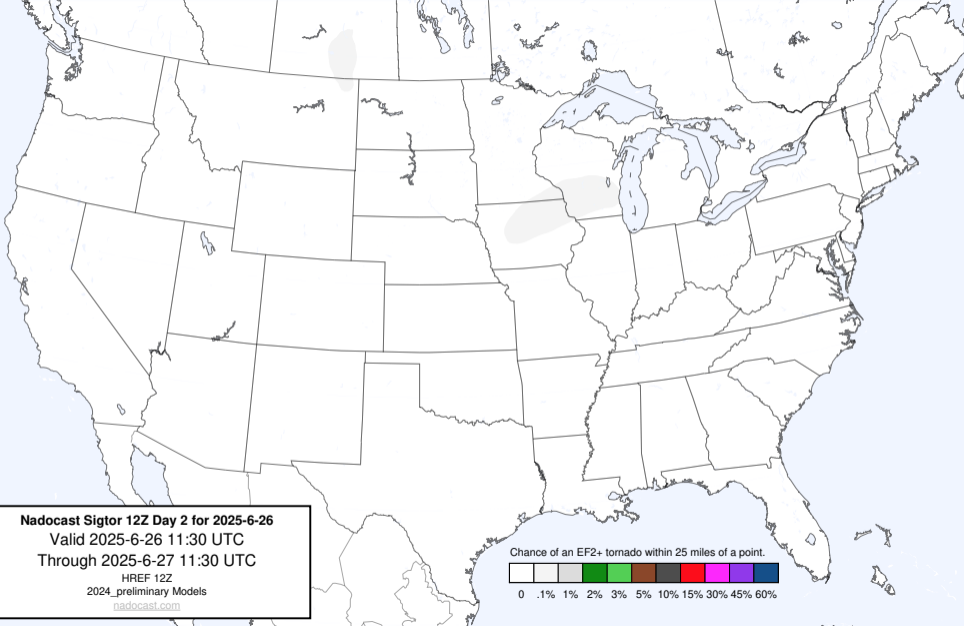 Nadocast Sigtor 12Z Day 2 for 2025-6-26
Valid 2025-6-26 11:30 UTC
Through 2025-6-27 11:30 UTC
HREF 12Z
2024_preliminary Models
nadocast.com
Chance of an EF2+ tornado within 25 miles of a point.
0 .1% 1% 2% 3% 5% 10% 15% 30% 45% 60%